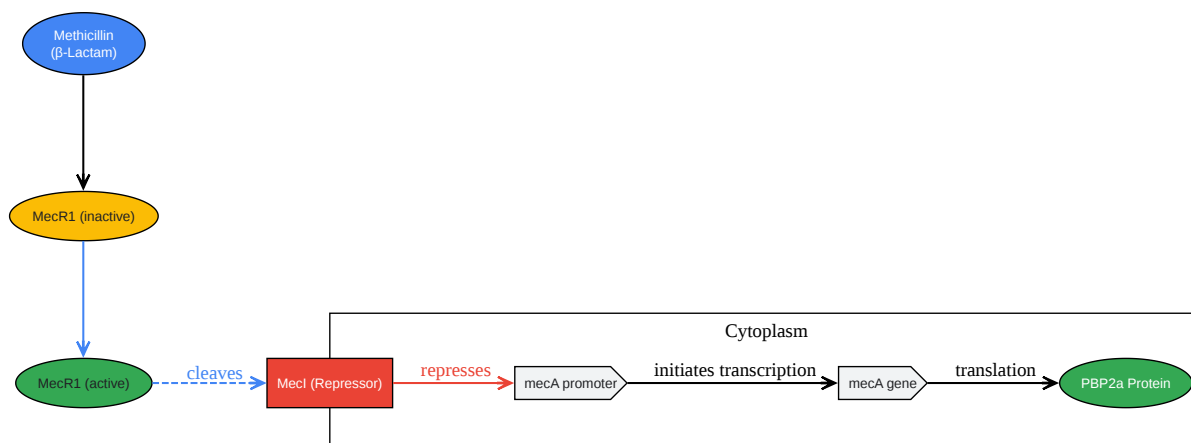 Methicillin
(β-Lactam)
MecR1 (inactive)
Cytoplasm
MecR1 (active)
cleaves
MecI (Repressor)
represses
mecA promoter
initiates transcription
mecA gene
translation
PBP2a Protein